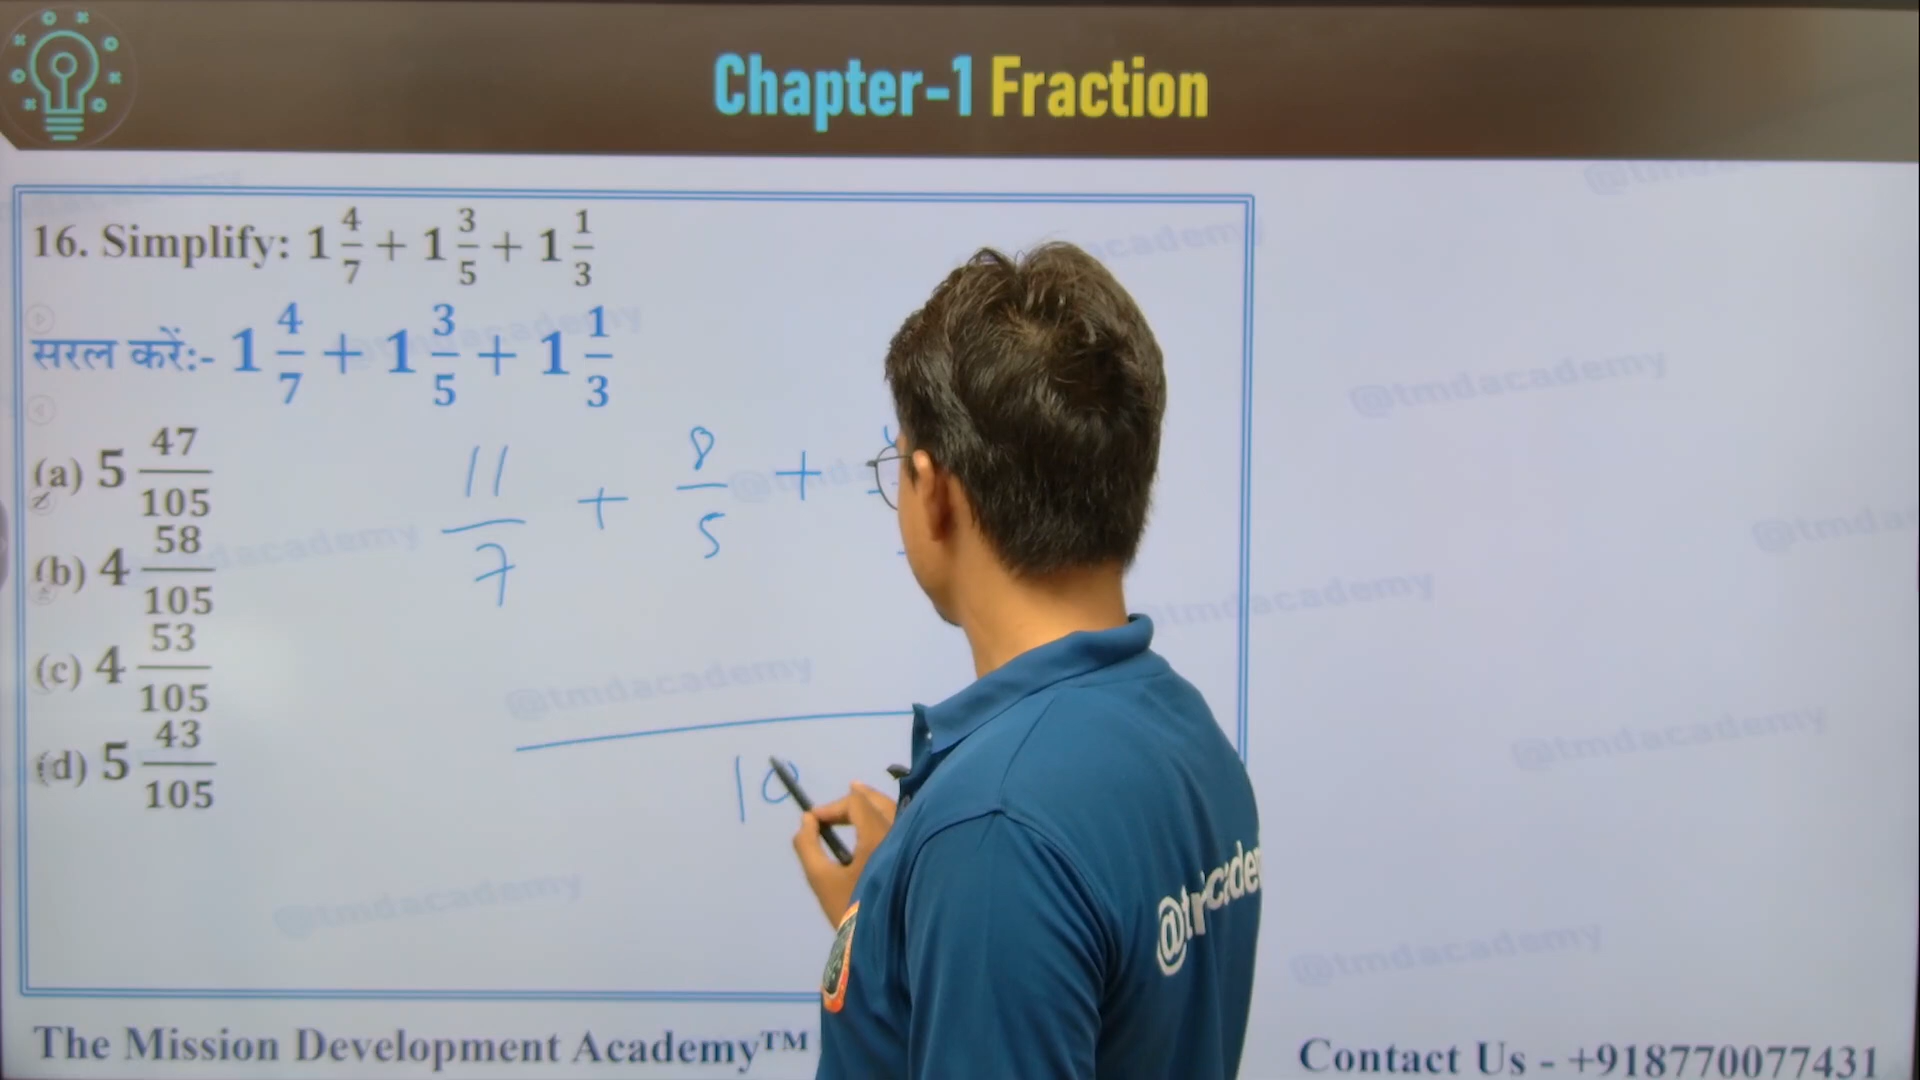 Chapter-1 Fraction
16. Simplify: 1 4/7 + 1 3/5 + 1 1/3
सरल करें:- 1 4/7 + 1 3/5 + 1 1/3
(a) 5 47/105
(b) 4 58/105
(c) 4 53/105
(d) 5 43/105
11/7 + 8/5 +
10
@tmdacademy
The Mission Development Academy™
Contact Us - +918770077431